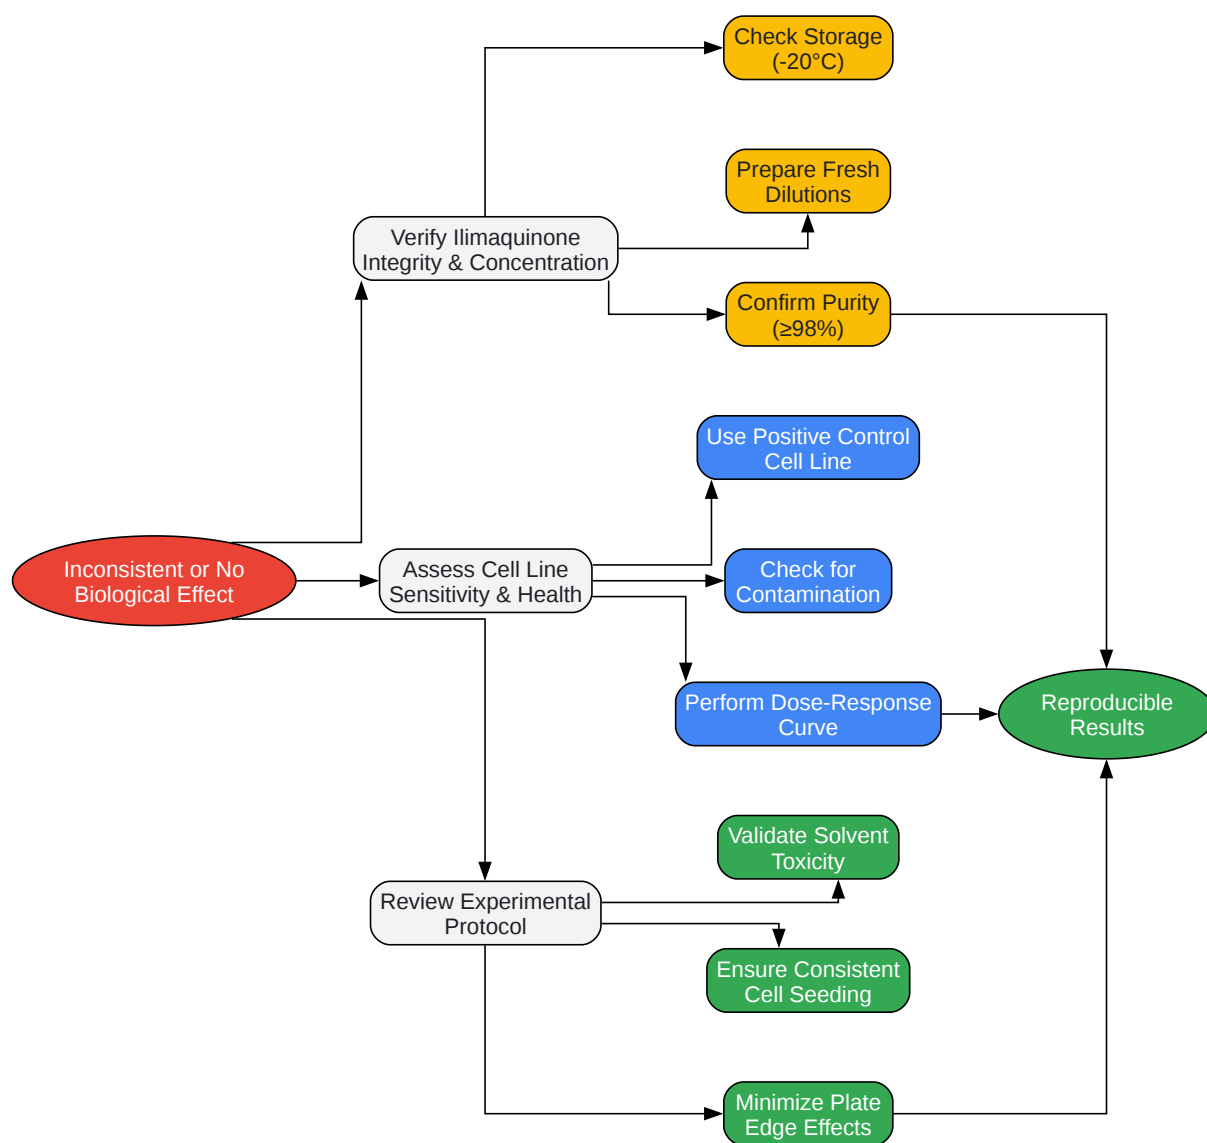 Check Storage
(-20°C)
Prepare Fresh
Dilutions
Verify Ilimaquinone
Integrity & Concentration
Confirm Purity
(≥98%)
Use Positive Control
Cell Line
Inconsistent or No
Biological Effect
Assess Cell Line
Sensitivity & Health
Check for
Contamination
Perform Dose-Response
Curve
Reproducible
Results
Validate Solvent
Toxicity
Review Experimental
Protocol
Ensure Consistent
Cell Seeding
Minimize Plate
Edge Effects